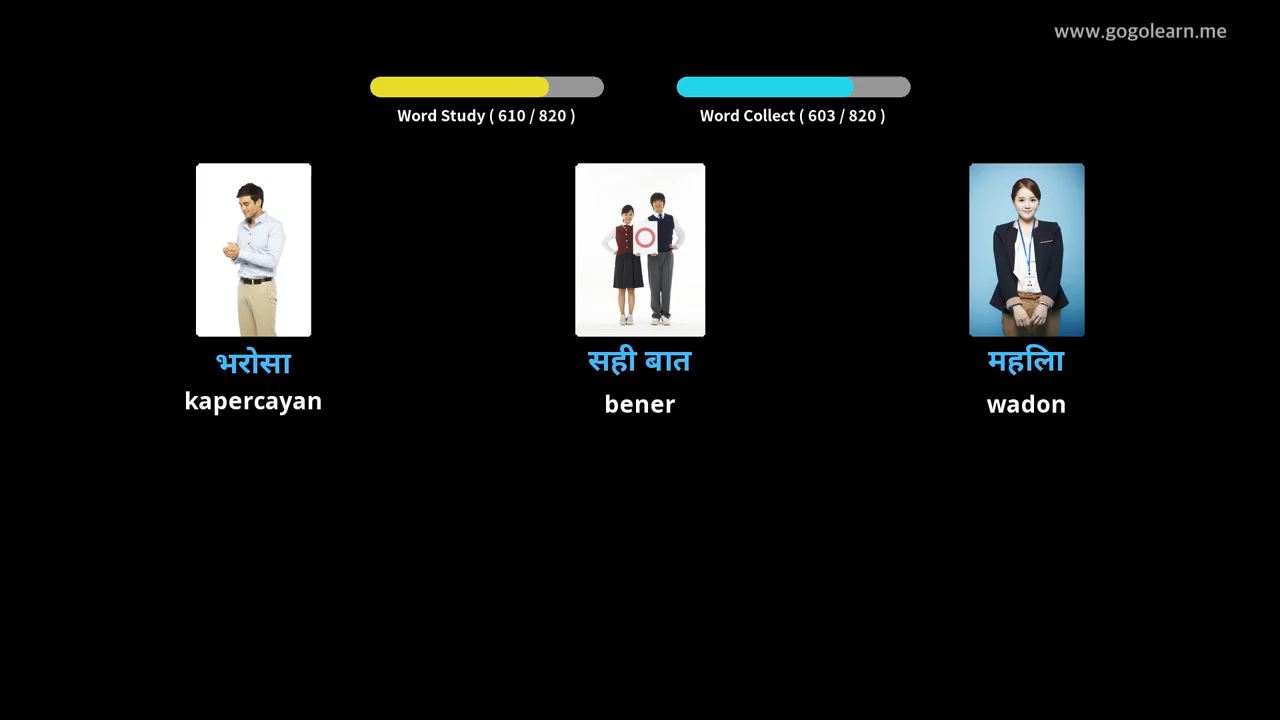 www.gogolearn.me
Word Study ( 610 / 820 )
Word Collect ( 603 / 820 )
भरोसा
सही बात
महिला
kapercayan
bener
wadon